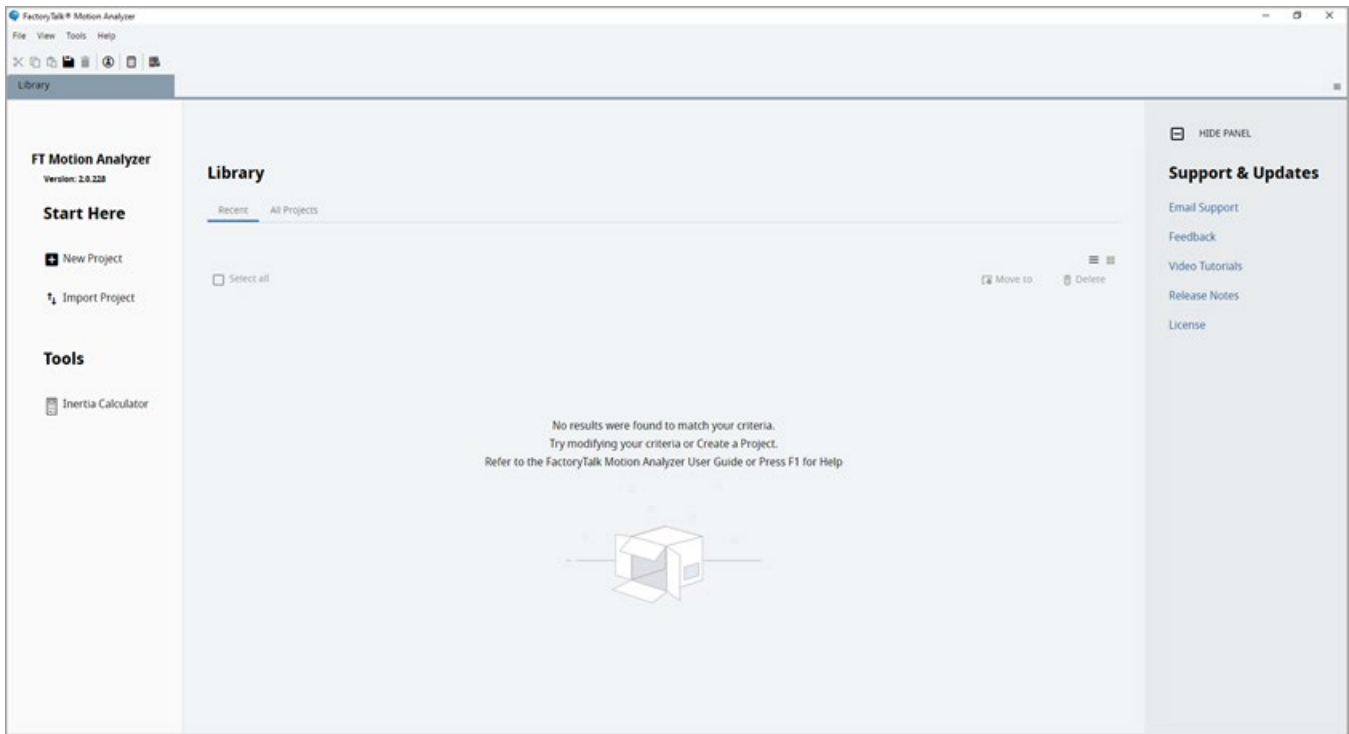 FactoryTalk® Motion Analyzer
File View Tools Help
Library
FT Motion Analyzer
Version: 2.0.228
Start Here
New Project
Import Project
Tools
Inertia Calculator
Library
Recent All Projects
Select all Move to Delete
No results were found to match your criteria.
Try modifying your criteria or Create a Project.
Refer to the FactoryTalk Motion Analyzer User Guide or Press F1 for Help
HIDE PANEL
Support & Updates
Email Support
Feedback
Video Tutorials
Release Notes
License